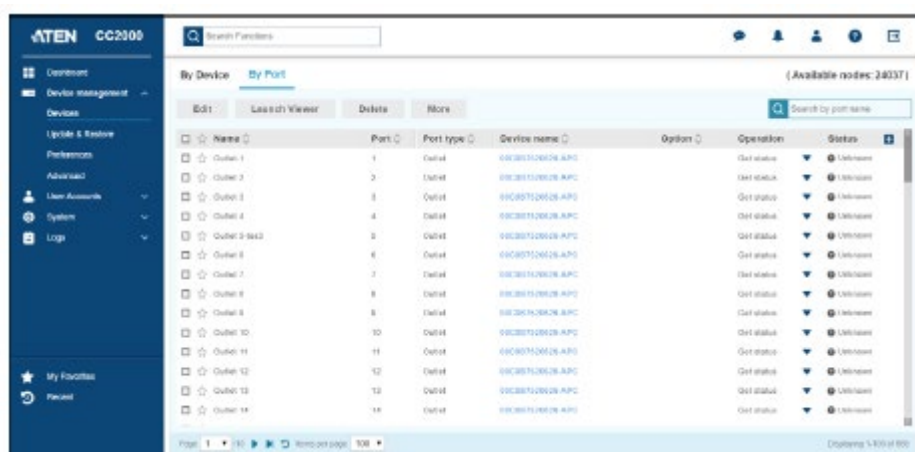 ATEN CC2000
Search Functions
Dashboard
Device management
Devices
Update & Restore
Preferences
Advanced
User Accounts
System
Logs
My Favorites
Recent
By Device By Port (Available nodes: 24037)
Edit Launch Viewer Delete More Search by port name
Name Port Port type Device name Option Operation Status
Outlet 1 1 Outlet Get status Unknown
Outlet 2 2 Outlet Get status Unknown
Outlet 3 3 Outlet Get status Unknown
Outlet 4 4 Outlet Get status Unknown
5 Outlet Get status Unknown
Outlet 6 6 Outlet Get status Unknown
Outlet 7 7 Outlet Get status Unknown
Outlet 8 8 Outlet Get status Unknown
Outlet 9 9 Outlet Get status Unknown
Outlet 10 10 Outlet Get status Unknown
Outlet 11 11 Outlet Get status Unknown
Outlet 12 12 Outlet Get status Unknown
Outlet 13 13 Outlet Get status Unknown
Outlet 14 14 Outlet Get status Unknown
Page 1 Items per page 100 Displaying 1-100 of